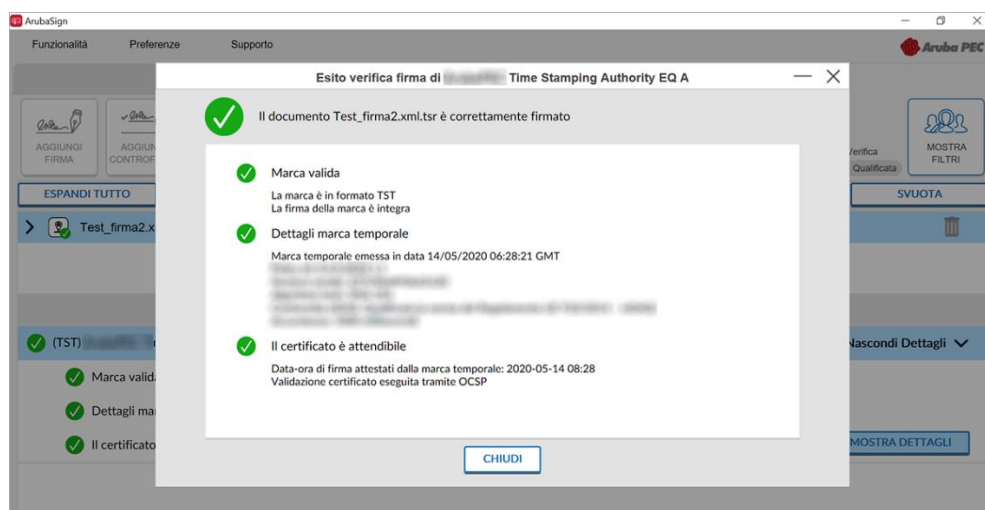 ArubaSign
Funzionalità Preferenze Supporto
Aruba PEC
Esito verifica firma di Time Stamping Authority EQ A
Il documento Test_firma2.xml.tsr è correttamente firmato
AGGIUNGI
FIRMA
AGGIUN
CONTROF
Verifica
Qualificata
MOSTRA
FILTRI
ESPANDI TUTTO
SVUOTA
Test_firma2.x
Marca valida
La marca è in formato TST
La firma della marca è integra
Dettagli marca temporale
Marca temporale emessa in data 14/05/2020 06:28:21 GMT
Il certificato è attendibile
Data-ora di firma attestati dalla marca temporale: 2020-05-14 08:28
Validazione certificato eseguita tramite OCSP
(TST)
Nascondi Dettagli
Marca valida
Dettagli mar
Il certificato
MOSTRA DETTAGLI
CHIUDI